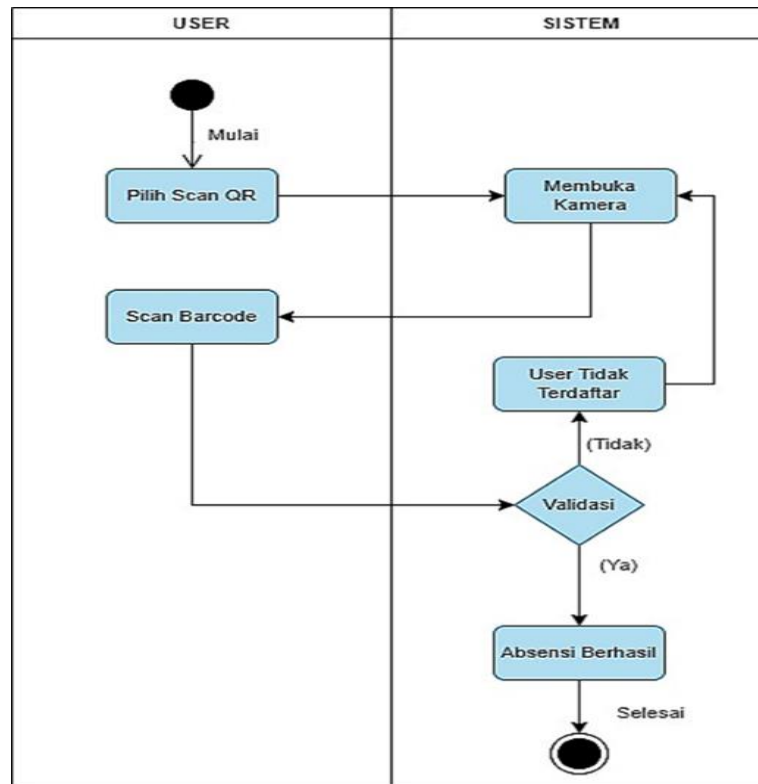 USER
SISTEM
Mulai
Pilih Scan QR
Membuka
Kamera
Scan Barcode
User Tidak
Terdaftar
(Tidak)
Validasi
(Ya)
Absensi Berhasil
Selesai